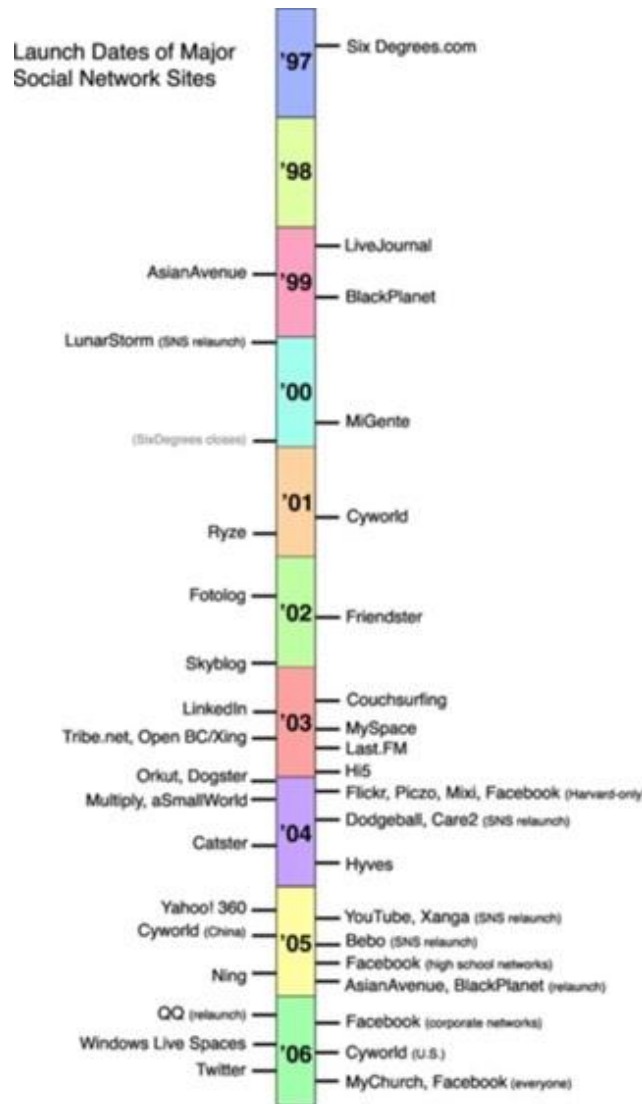 Launch Dates of Major
Social Network Sites
'97
Six Degrees.com
'98
'99
LiveJournal
AsianAvenue
BlackPlanet
LunarStorm (SNS relaunch)
'00
MiGente
(SixDegrees closes)
'01
Cyworld
Ryze
Fotolog
'02
Friendster
Skyblog
'03
Couchsurfing
LinkedIn
MySpace
Tribe.net, Open BC/Xing
Last.FM
Hi5
Orkut, Dogster
Flickr, Piczo, Mixi, Facebook (Harvard-only)
Multiply, aSmallWorld
'04
Dodgeball, Care2 (SNS relaunch)
Catster
Hyves
Yahoo! 360
YouTube, Xanga (SNS relaunch)
Cyworld (China)
'05
Bebo (SNS relaunch)
Facebook (high school networks)
Ning
AsianAvenue, BlackPlanet (relaunch)
QQ (relaunch)
Facebook (corporate networks)
Windows Live Spaces
'06
Cyworld (U.S.)
Twitter
MyChurch, Facebook (everyone)